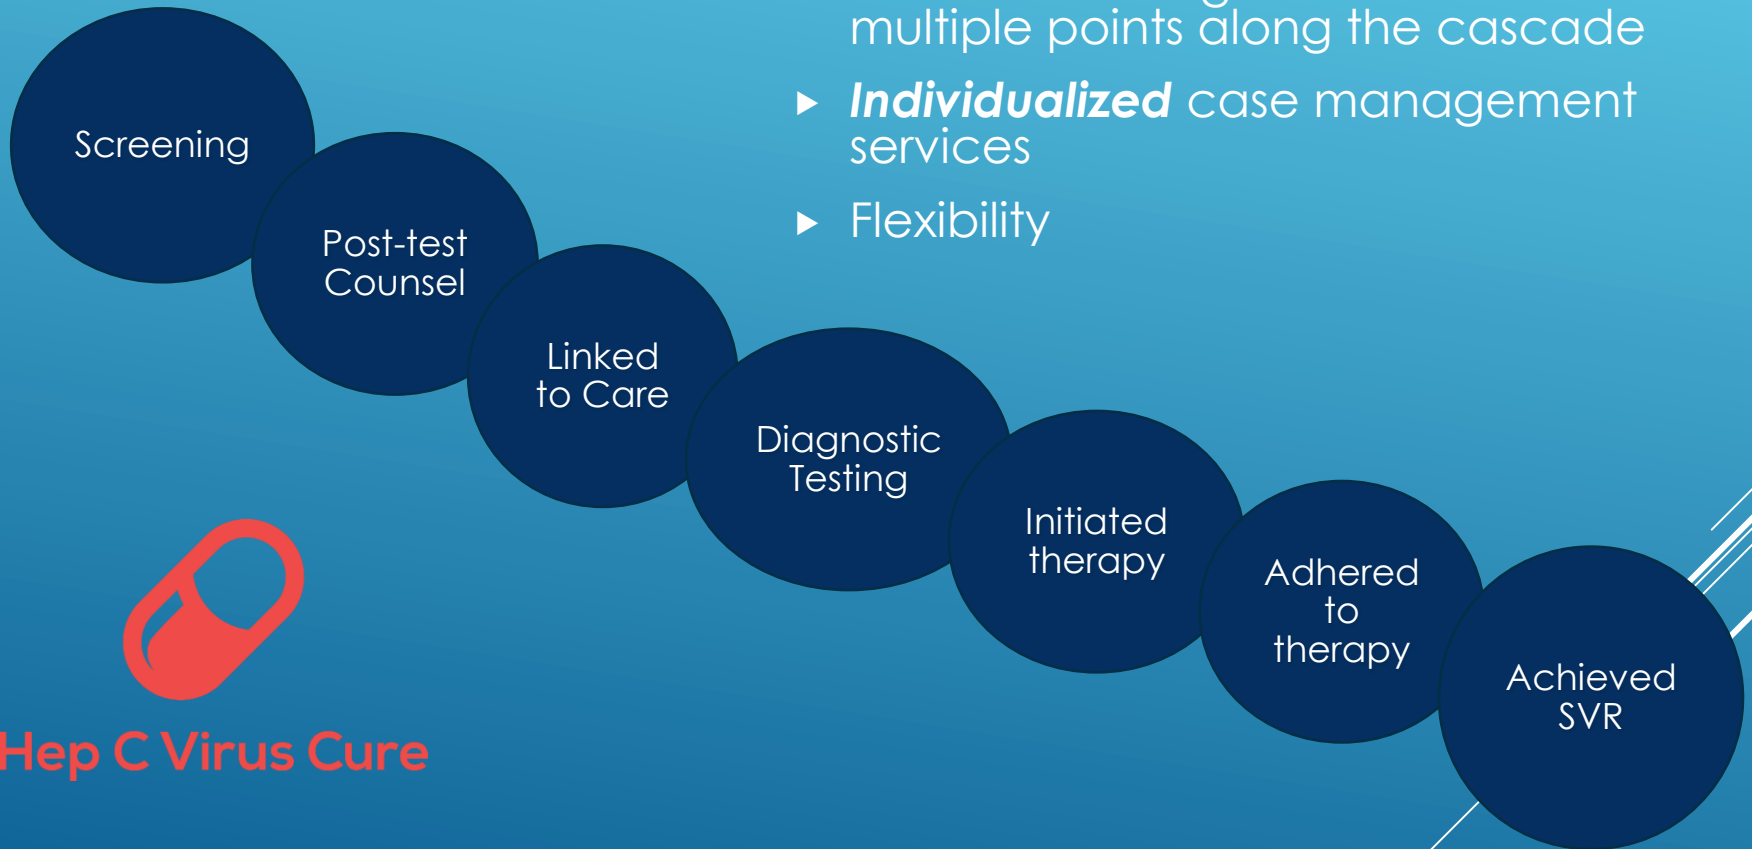 multiple points along the cascade
Individualized case management
services
Flexibility
Screening
Post-test
Counsel
Linked
to Care
Diagnostic
Testing
Initiated
therapy
Adhered
to
therapy
Achieved
SVR
Hep C Virus Cure